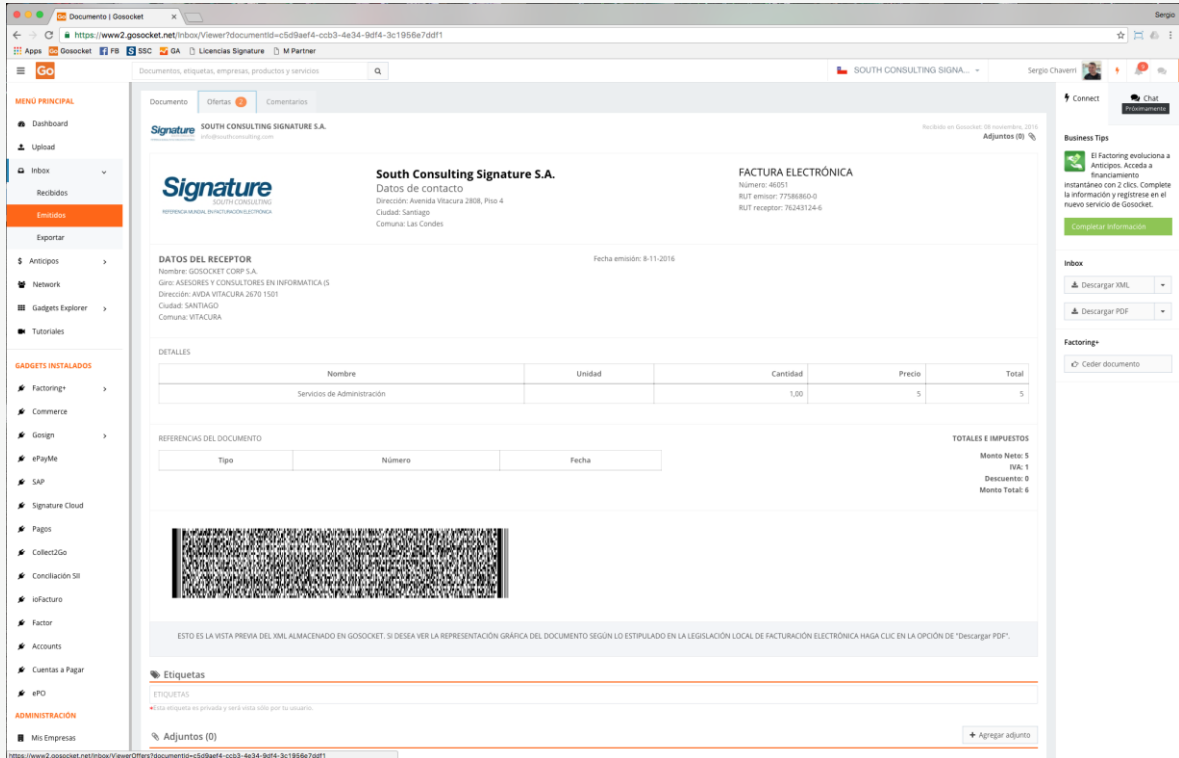 Documento | Gosocket
Sergio
https://www2.gosocket.net/Inbox/Viewer?documentId=c5d9aef4-ccb3-4e34-9df4-3c1956e7ddf1
Apps Gosocket FB SSC GA Licencias Signature M Partner
Go
Documentos, etiquetas, empresas, productos y servicios
SOUTH CONSULTING SIGNA...
Sergio Chaverri
MENÚ PRINCIPAL
Dashboard
Upload
Inbox
Recibidos
Emitidos
Exportar
$ Anticipos
Network
Gadgets Explorer
Tutoriales
GADGETS INSTALADOS
Factoring+
Commerce
Gosign
ePayMe
SAP
Signature Cloud
Pagos
Collect2Go
Conciliación SII
ioFacturo
Factor
Accounts
Cuentas a Pagar
ePO
ADMINISTRACIÓN
Mis Empresas
Documento Ofertas 2 Comentarios
Signature
SOUTH CONSULTING SIGNATURE S.A.
info@southconsulting.com
Recibido en Gosocket: 08 noviembre, 2016
Adjuntos (0)
Signature
SOUTH CONSULTING
REFERENCIA MUNDIAL EN FACTURACIÓN ELECTRÓNICA
South Consulting Signature S.A.
Datos de contacto
Dirección: Avenida Vitacura 2808, Piso 4
Ciudad: Santiago
Comuna: Las Condes
FACTURA ELECTRÓNICA
Número: 46051
RUT emisor: 77586860-0
RUT receptor: 76243124-6
DATOS DEL RECEPTOR
Nombre: GOSOCKET CORP S.A.
Giro: ASESORES Y CONSULTORES EN INFORMATICA (S
Dirección: AVDA VITACURA 2670 1501
Ciudad: SANTIAGO
Comuna: VITACURA
Fecha emisión: 8-11-2016
DETALLES
Nombre Unidad Cantidad Precio Total
Servicios de Administración 1,00 5 5
REFERENCIAS DEL DOCUMENTO
Tipo Número Fecha
TOTALES E IMPUESTOS
Monto Neto: 5
IVA: 1
Descuento: 0
Monto Total: 6
ESTO ES LA VISTA PREVIA DEL XML ALMACENADO EN GOSOCKET. SI DESEA VER LA REPRESENTACIÓN GRÁFICA DEL DOCUMENTO SEGÚN LO ESTIPULADO EN LA LEGISLACIÓN LOCAL DE FACTURACIÓN ELECTRÓNICA HAGA CLIC EN LA OPCIÓN DE "Descargar PDF".
Etiquetas
ETIQUETAS
*Esta etiqueta es privada y será vista sólo por tu usuario.
Adjuntos (0)
+ Agregar adjunto
Connect Chat
Próximamente
Business Tips
El Factoring evoluciona a
Anticipos. Acceda a
financiamiento
instantáneo con 2 clics. Complete
la información y regístrese en el
nuevo servicio de Gosocket.
Completar Información
Inbox
Descargar XML
Descargar PDF
Factoring+
Ceder documento
https://www2.gosocket.net/Inbox/ViewerOffers?documentId=c5d9aef4-ccb3-4e34-9df4-3c1956e7ddf1